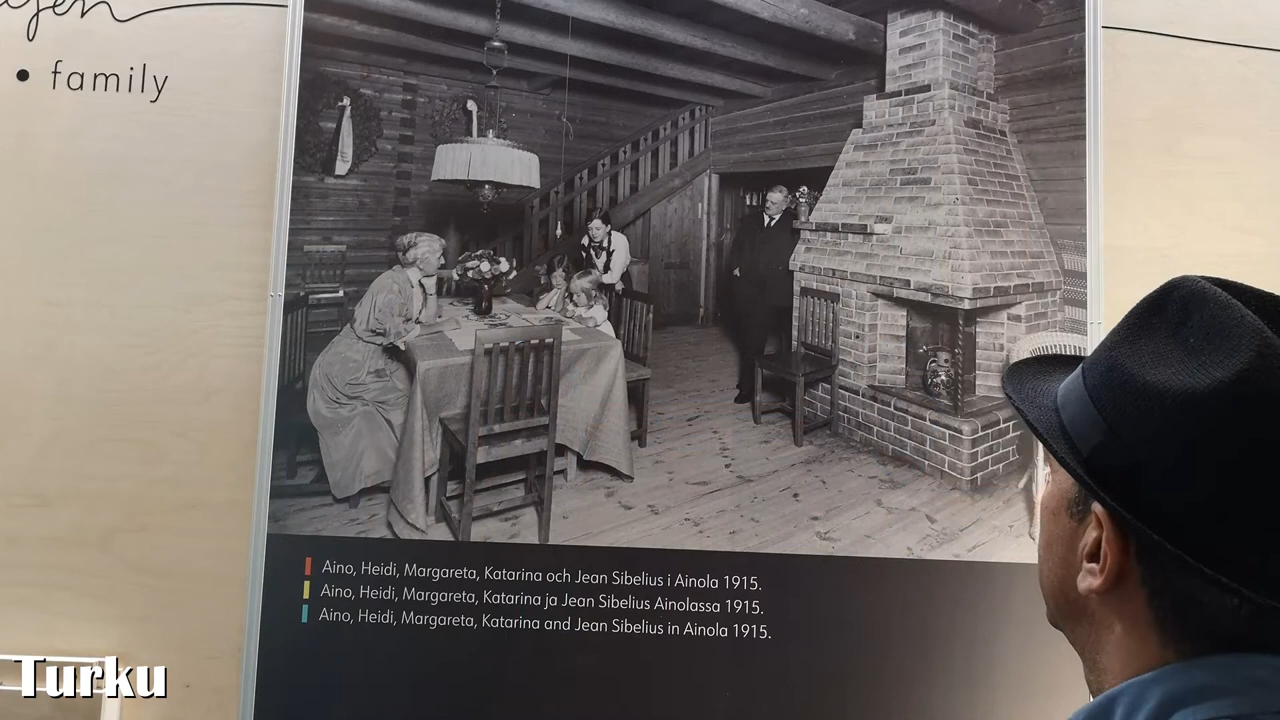 • family
Aino, Heidi, Margareta, Katarina och Jean Sibelius i Ainola 1915.
Aino, Heidi, Margareta, Katarina ja Jean Sibelius Ainolassa 1915.
Aino, Heidi, Margareta, Katarina and Jean Sibelius in Ainola 1915.
Turku